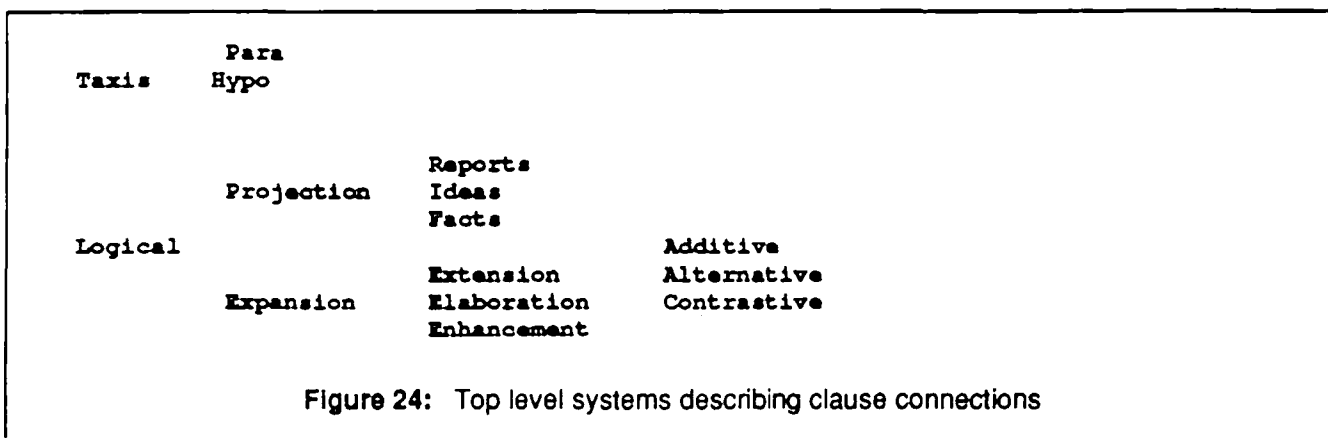 Para
Taxis Hypo
Reports
Projection Ideas
Facts
Logical Additive
Extension Alternative
Expansion Elaboration Contrastive
Enhancement
Figure 24: Top level systems describing clause connections